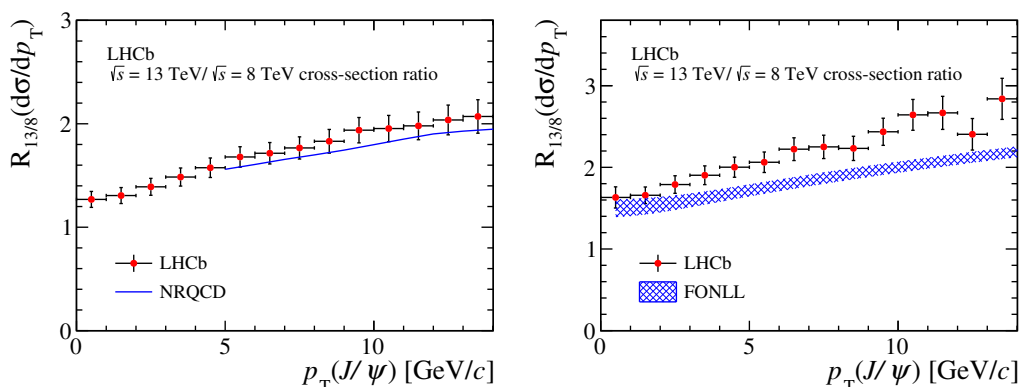 R13/8(dσ/dpT)
3
2
1
0
LHCb
√s = 13 TeV/ √s = 8 TeV cross-section ratio
LHCb
NRQCD
0
5
10
pT(J/ψ) [GeV/c]
R13/8(dσ/dpT)
4
3
2
1
0
LHCb
√s = 13 TeV/ √s = 8 TeV cross-section ratio
LHCb
FONLL
0
5
10
pT(J/ψ) [GeV/c]